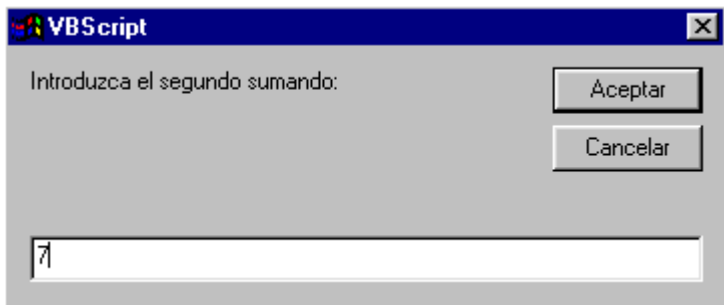 VBScript
Introduzca el segundo sumando:
Aceptar
Cancelar
7